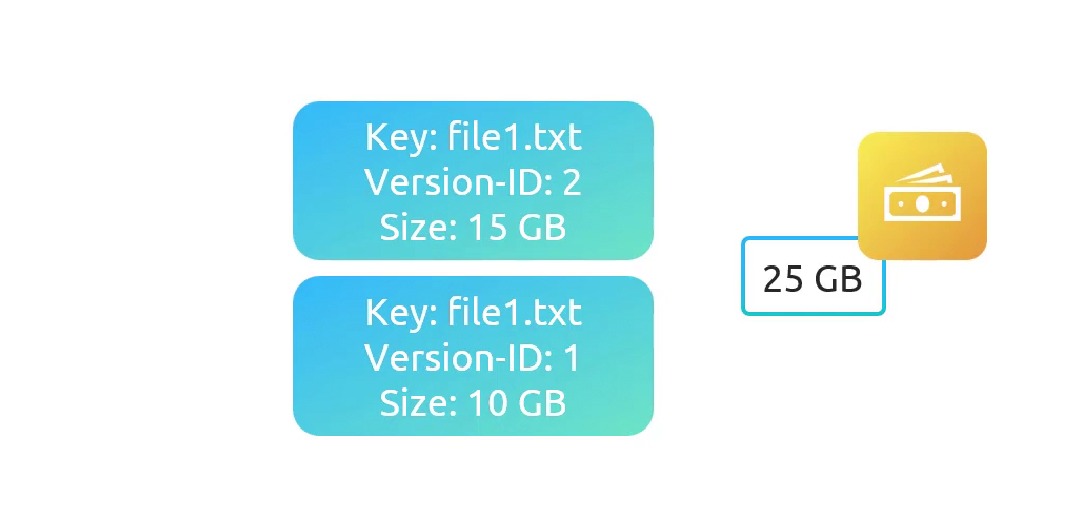 Key: file1.txt
Version-ID: 2
Size: 15 GB
Key: file1.txt
Version-ID: 1
Size: 10 GB
25 GB